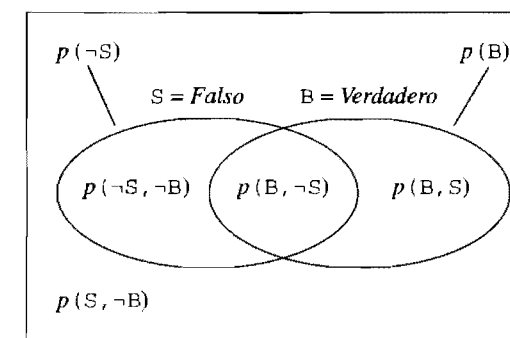 p(¬S) p(B)
S = Falso B = Verdadero
p(¬S,¬B) p(B,¬S) p(B,S)
p(S,¬B)